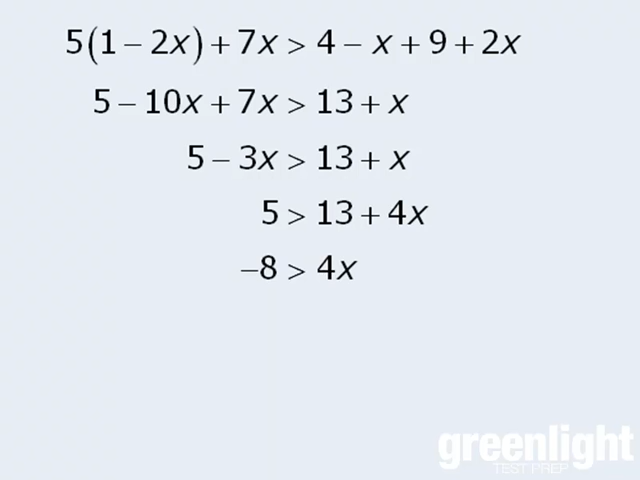 5(1 – 2x) + 7x > 4 – x + 9 + 2x
5 – 10x + 7x > 13 + x
5 – 3x > 13 + x
5 > 13 + 4x
–8 > 4x
greenlight
TEST PREP